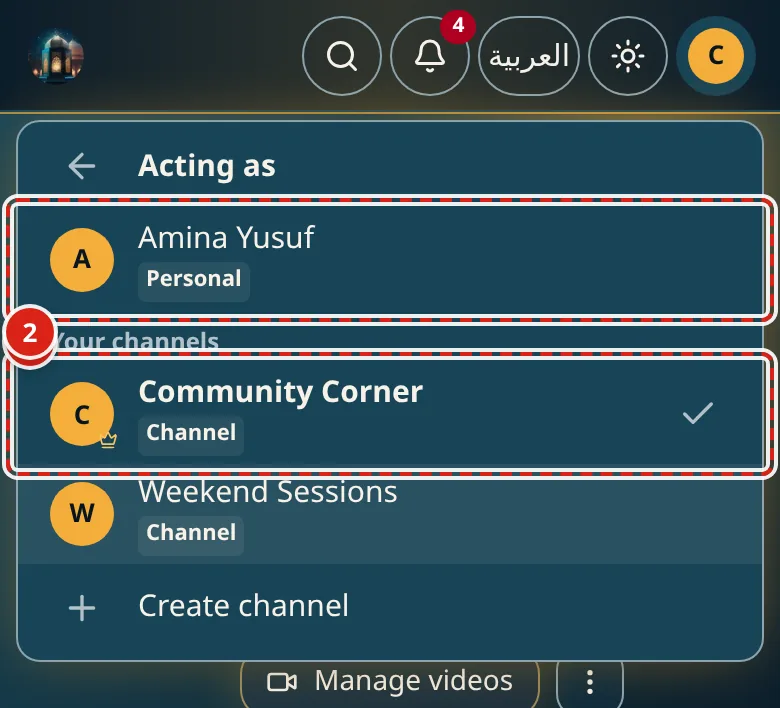 4
العربية
C
Acting as
A
Amina Yusuf
Personal
2
Your channels
C
Community Corner
Channel
W
Weekend Sessions
Channel
Create channel
Manage videos